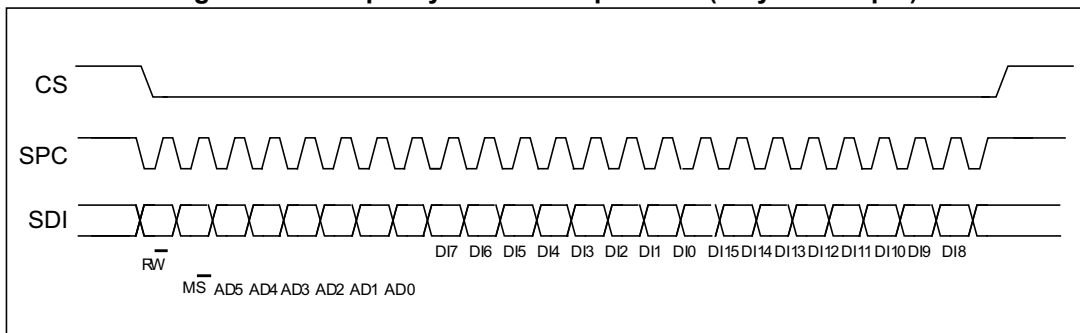 CS
SPC
SDI
DI7 DI6 DI5 DI4 DI3 DI2 DI1 DI0 DI15 DI14 DI13 DI12 DI11 DI10 DI9 DI8
RW̅
MS̅ AD5 AD4 AD3 AD2 AD1 AD0